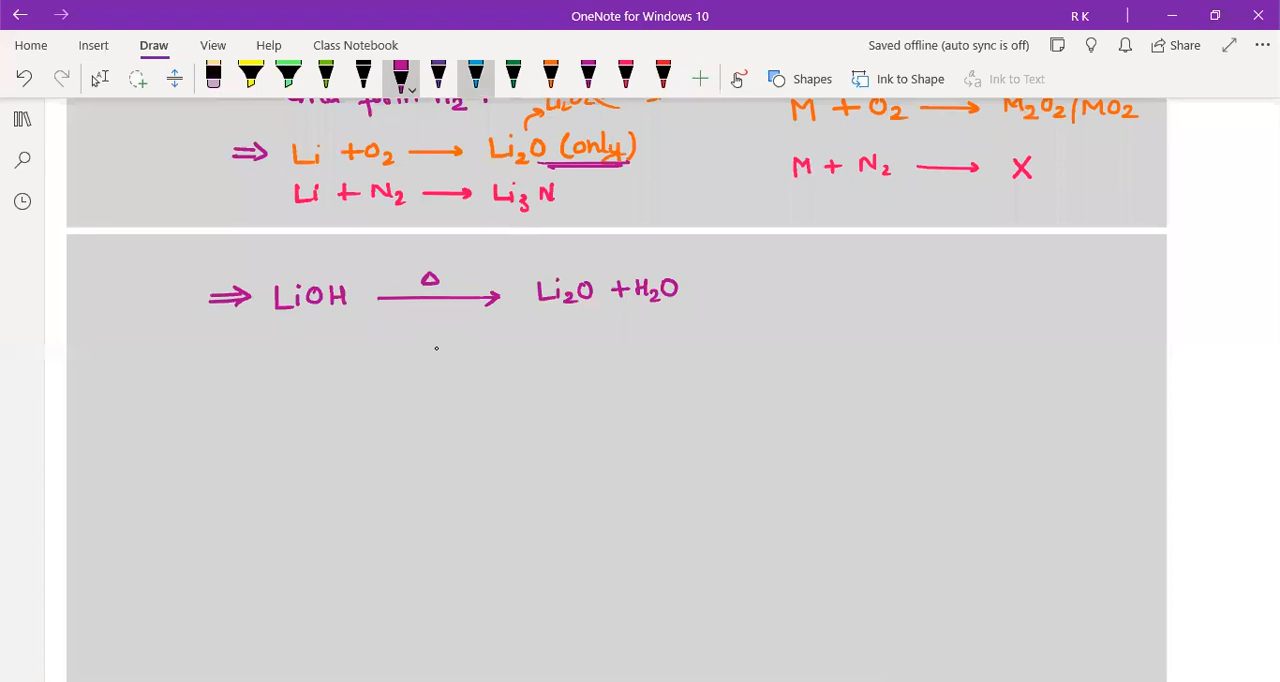 OneNote for Windows 10
R K
Home Insert Draw View Help Class Notebook
Saved offline (auto sync is off)
Share
Shapes
Ink to Shape
Ink to Text
M + O2 → M2O2/MO2
⇒ Li + O2 → Li2O (only)
M + N2 → X
Li + N2 → Li3N
⇒ LiOH Δ→ Li2O + H2O